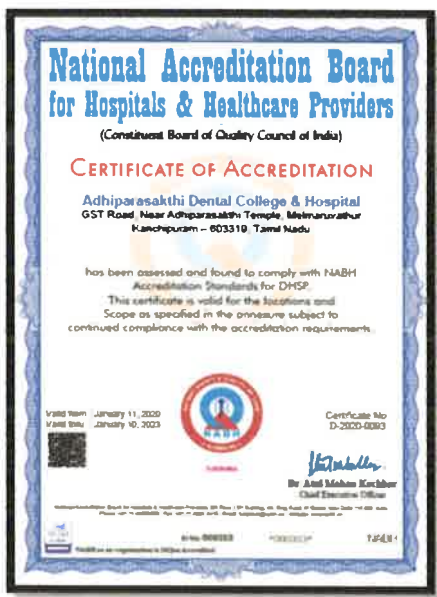 National Accreditation Board
for Hospitals & Healthcare Providers
(Constituent Board of Quality Council of India)
CERTIFICATE OF ACCREDITATION
Adhiparasakthi Dental College & Hospital
GST Road, Near Adhiparasakthi Temple, Melmaruvathur
Kanchipuram – 603319, Tamil Nadu
has been assessed and found to comply with NABH
Accreditation Standards for DHSP.
This certificate is valid for the locations and
Scope as specified in the annexure subject to
continued compliance with the accreditation requirements.
Valid from : January 11, 2020
Valid thru : January 10, 2023
Certificate No
D-2020-0093
NABH
Dr Atul Mohan Kochhar
Chief Executive Officer